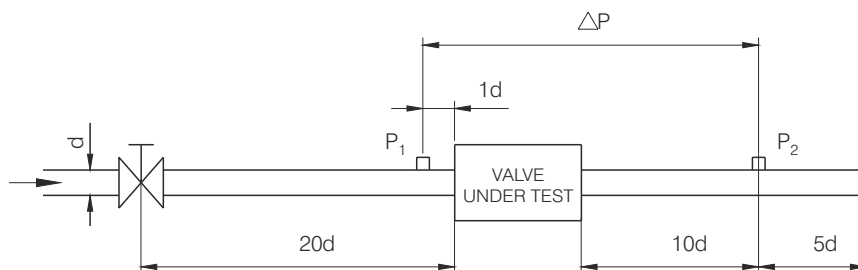 △P
1d
d
P₁
P₂
VALVE
UNDER TEST
20d
10d
5d